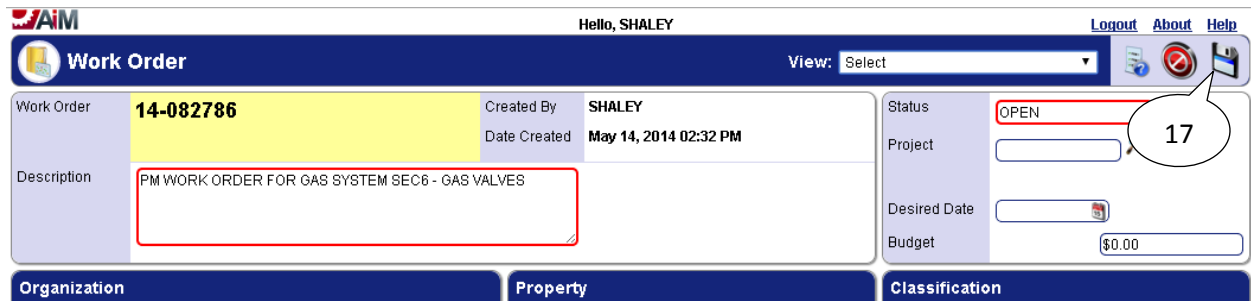 AiM
Hello, SHALEY
Logout About Help
Work Order
View: Select
Work Order
14-082786
Created By SHALEY
Date Created May 14, 2014 02:32 PM
Description
PM WORK ORDER FOR GAS SYSTEM SEC6 - GAS VALVES
Status OPEN
Project
17
Desired Date
Budget $0.00
Organization
Property
Classification